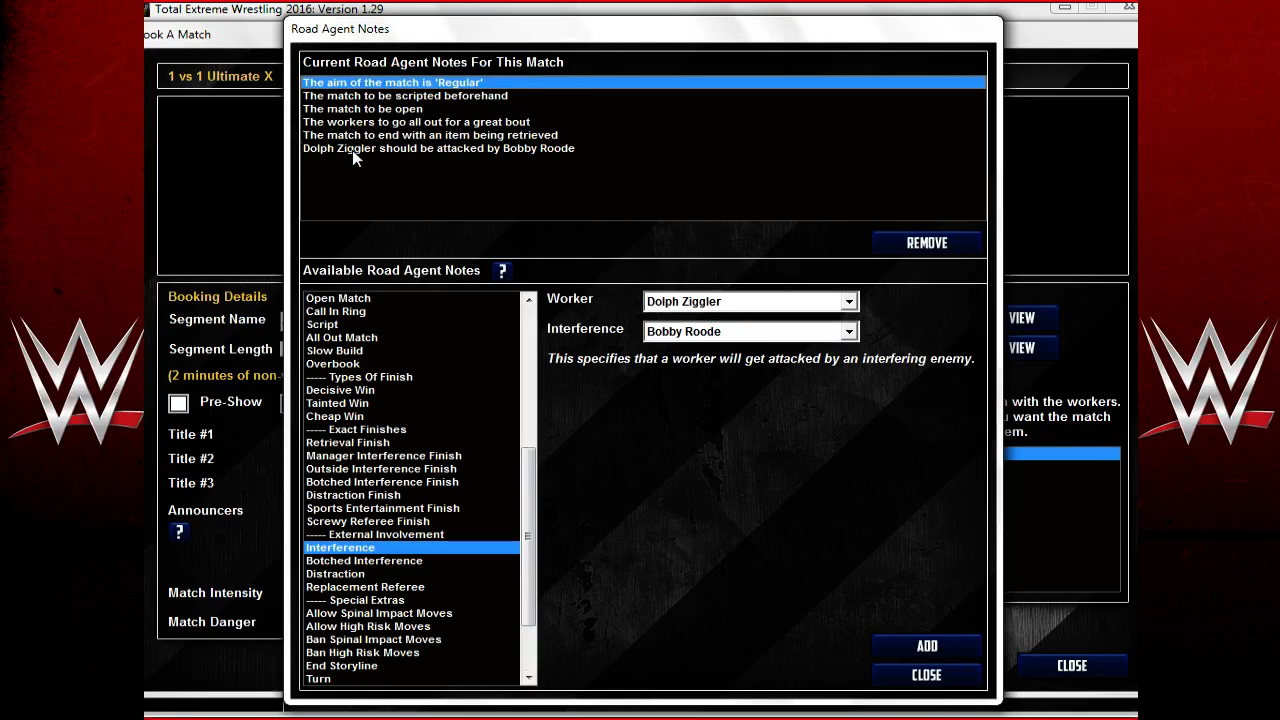 Total Extreme Wrestling 2016: Version 1.29
ook A Match
Road Agent Notes
1 vs 1 Ultimate X
Current Road Agent Notes For This Match
The aim of the match is 'Regular'
The match to be scripted beforehand
The match to be open
The workers to go all out for a great bout
The match to end with an item being retrieved
Dolph Ziggler should be attacked by Bobby Roode
REMOVE
Available Road Agent Notes ?
Open Match
Call In Ring
Script
All Out Match
Slow Build
Overbook
----- Types Of Finish
Decisive Win
Tainted Win
Cheap Win
----- Exact Finishes
Retrieval Finish
Manager Interference Finish
Outside Interference Finish
Botched Interference Finish
Distraction Finish
Sports Entertainment Finish
Screwy Referee Finish
----- External Involvement
Interference
Botched Interference
Distraction
Replacement Referee
----- Special Extras
Allow Spinal Impact Moves
Allow High Risk Moves
Ban Spinal Impact Moves
Ban High Risk Moves
End Storyline
Turn
Worker Dolph Ziggler
Interference Bobby Roode
This specifies that a worker will get attacked by an interfering enemy.
ADD
CLOSE
Booking Details
Segment Name
Segment Length
(2 minutes of non-
Pre-Show
Title #1
Title #2
Title #3
Announcers
?
Match Intensity
Match Danger
VIEW
VIEW
with the workers.
u want the match
em.
CLOSE